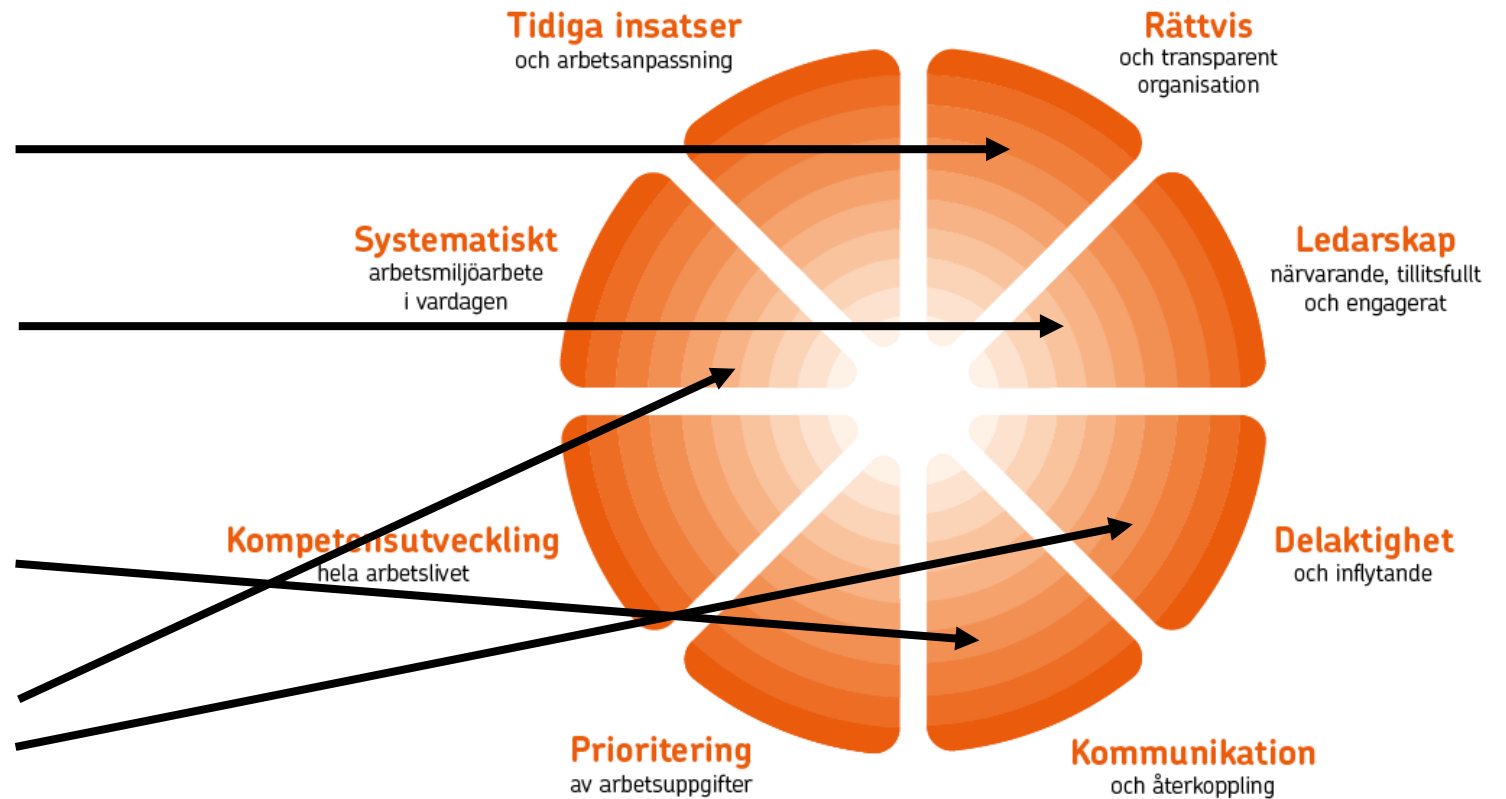 Tidiga insatser
och arbetsanpassning
Rättvis
och transparent
organisation
Systematiskt
arbetsmiljöarbete
i vardagen
Ledarskap
närvarande, tillitsfullt
och engagerat
Kompetensutveckling
hela arbetslivet
Delaktighet
och inflytande
Prioritering
av arbetsuppgifter
Kommunikation
och återkoppling